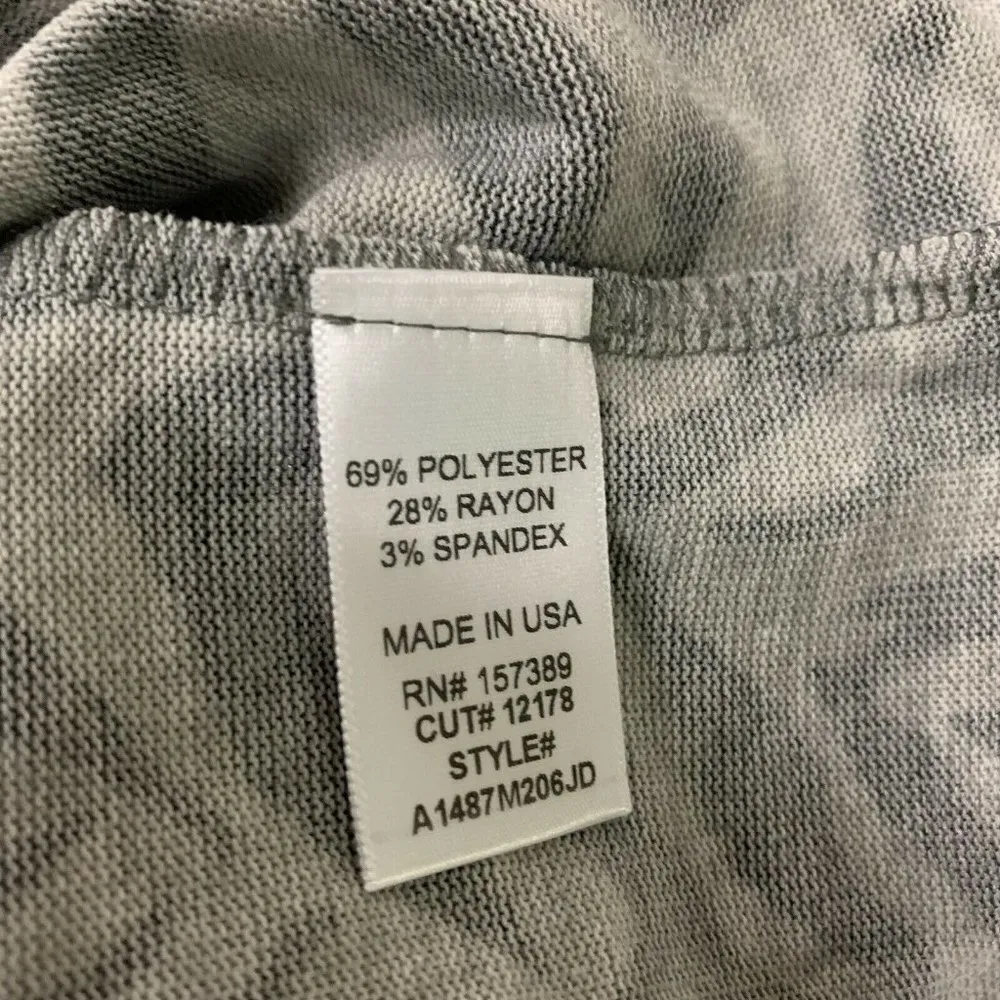 69% POLYESTER
28% RAYON
3% SPANDEX
MADE IN USA
RN# 157389
CUT# 12178
STYLE#
A1487M206JD